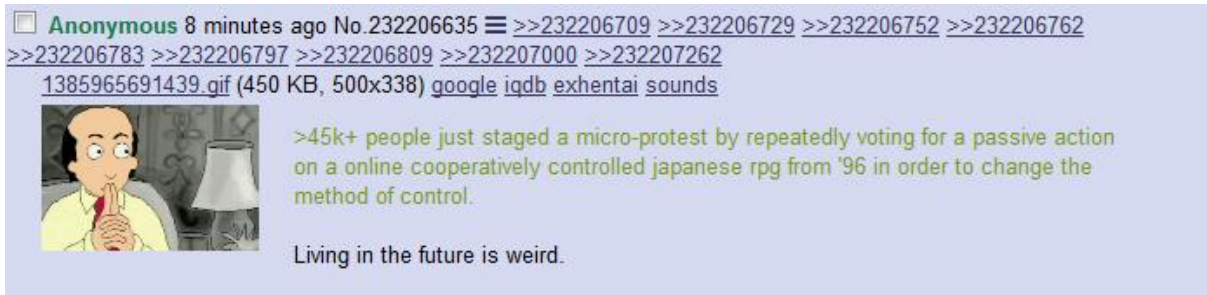 Anonymous 8 minutes ago No.232206635 ☰ >>232206709 >>232206729 >>232206752 >>232206762
>>232206783 >>232206797 >>232206809 >>232207000 >>232207262
1385965691439.gif (450 KB, 500x338) google iqdb exhentai sounds
>45k+ people just staged a micro-protest by repeatedly voting for a passive action
on a online cooperatively controlled japanese rpg from '96 in order to change the
method of control.
Living in the future is weird.